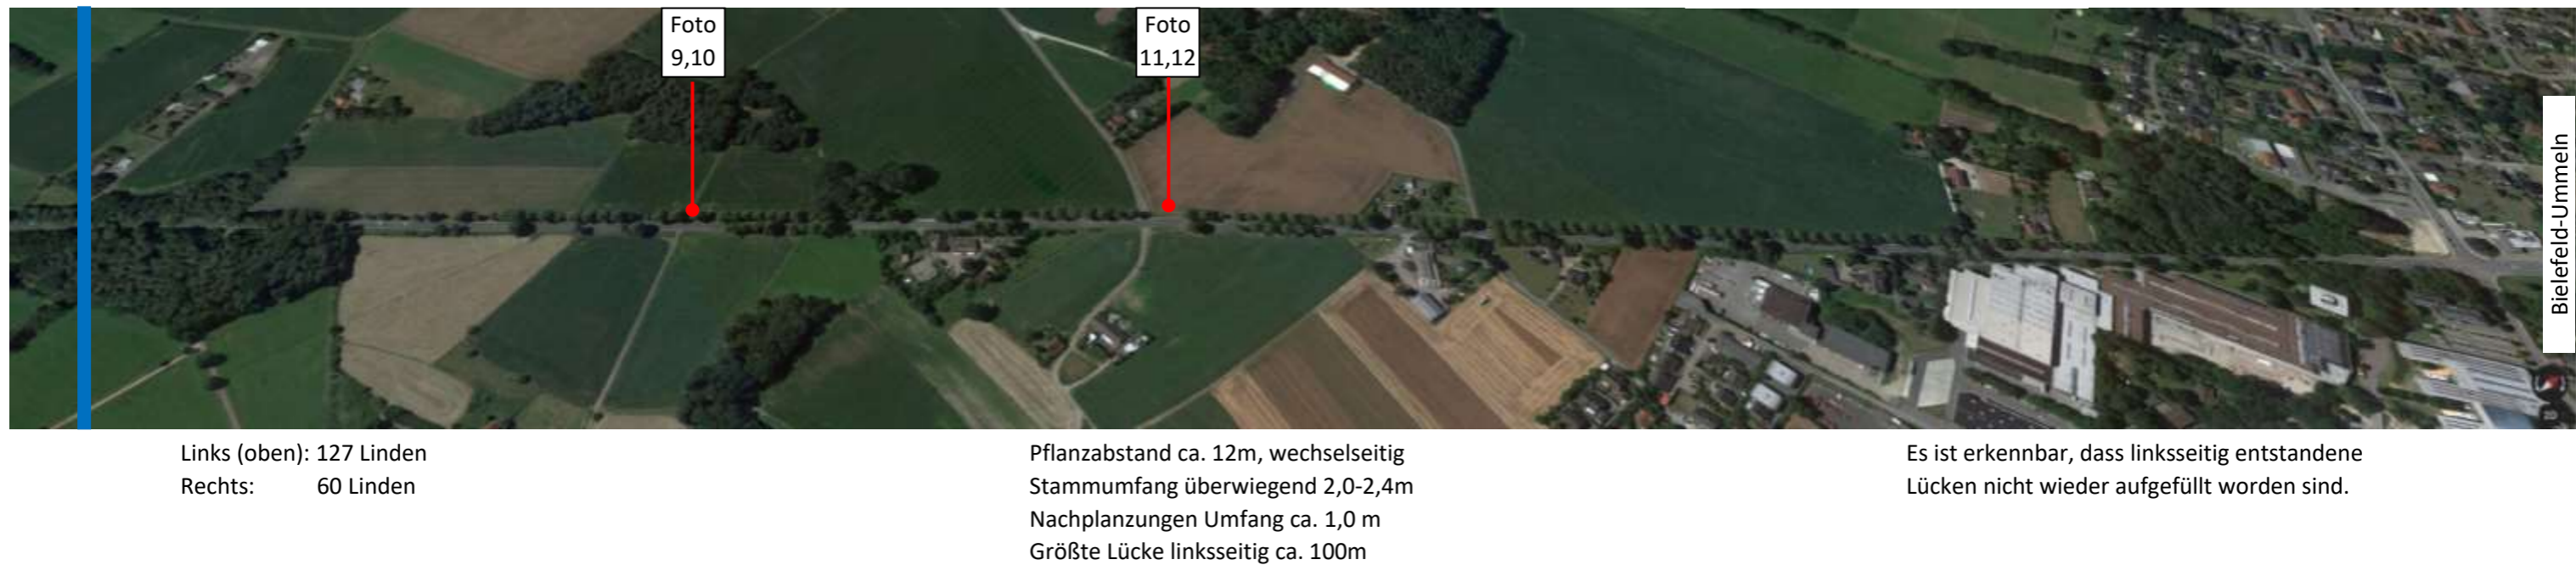 Foto
9,10
Foto
11,12
Bielefeld-Ummeln
Links (oben): 127 Linden
Rechts: 60 Linden
Pflanzabstand ca. 12m, wechselseitig
Stammumfang überwiegend 2,0-2,4m
Nachplanzungen Umfang ca. 1,0 m
Größte Lücke linksseitig ca. 100m
Es ist erkennbar, dass linksseitig entstandene
Lücken nicht wieder aufgefüllt worden sind.